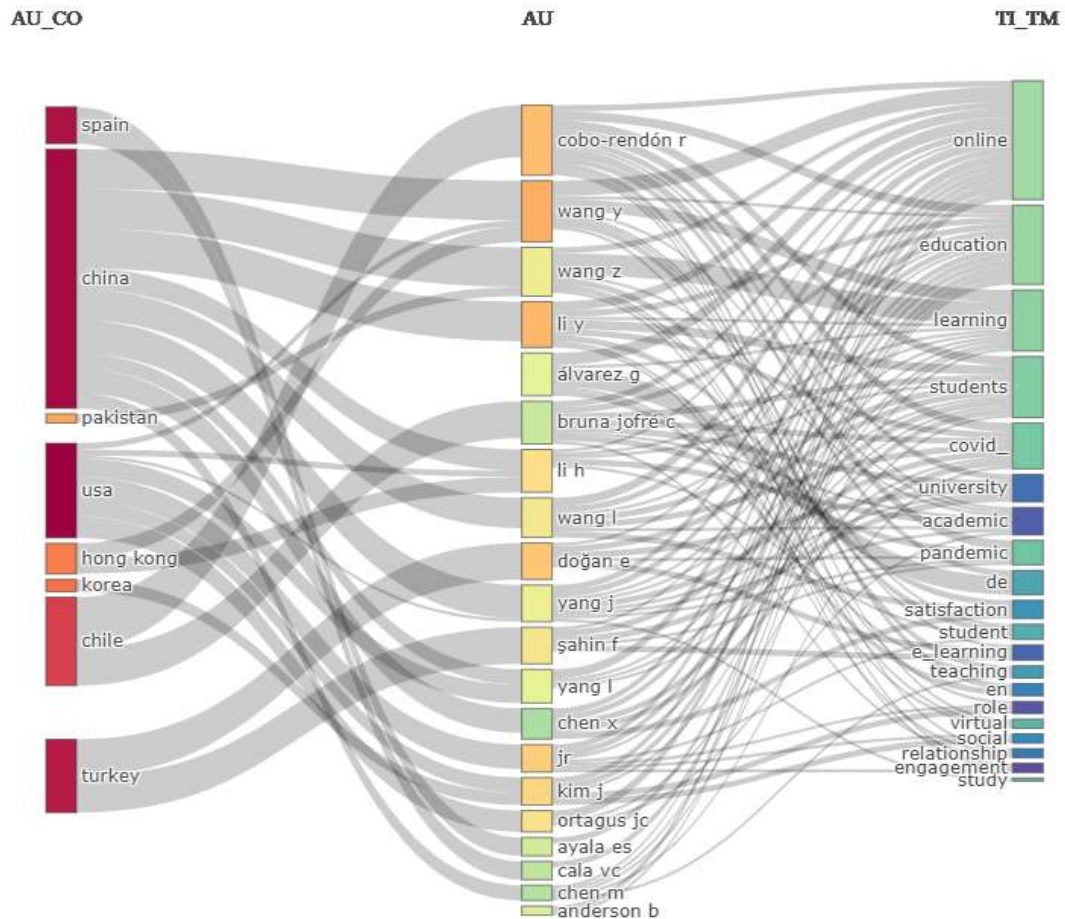 AU_CO
AU
TI_TM
spain
china
pakistan
usa
hong kong
korea
chile
turkey
cobo-rendón r
wang y
wang z
li y
álvarez g
bruna jofré c
li h
wang l
doğan e
yang j
şahin f
yang l
chen x
jr
kim j
ortagus jc
ayala es
cala vc
chen m
anderson b
online
education
learning
students
covid_
university
academic
pandemic
de
satisfaction
student
e_learning
teaching
en
role
virtual
social
relationship
engagement
study